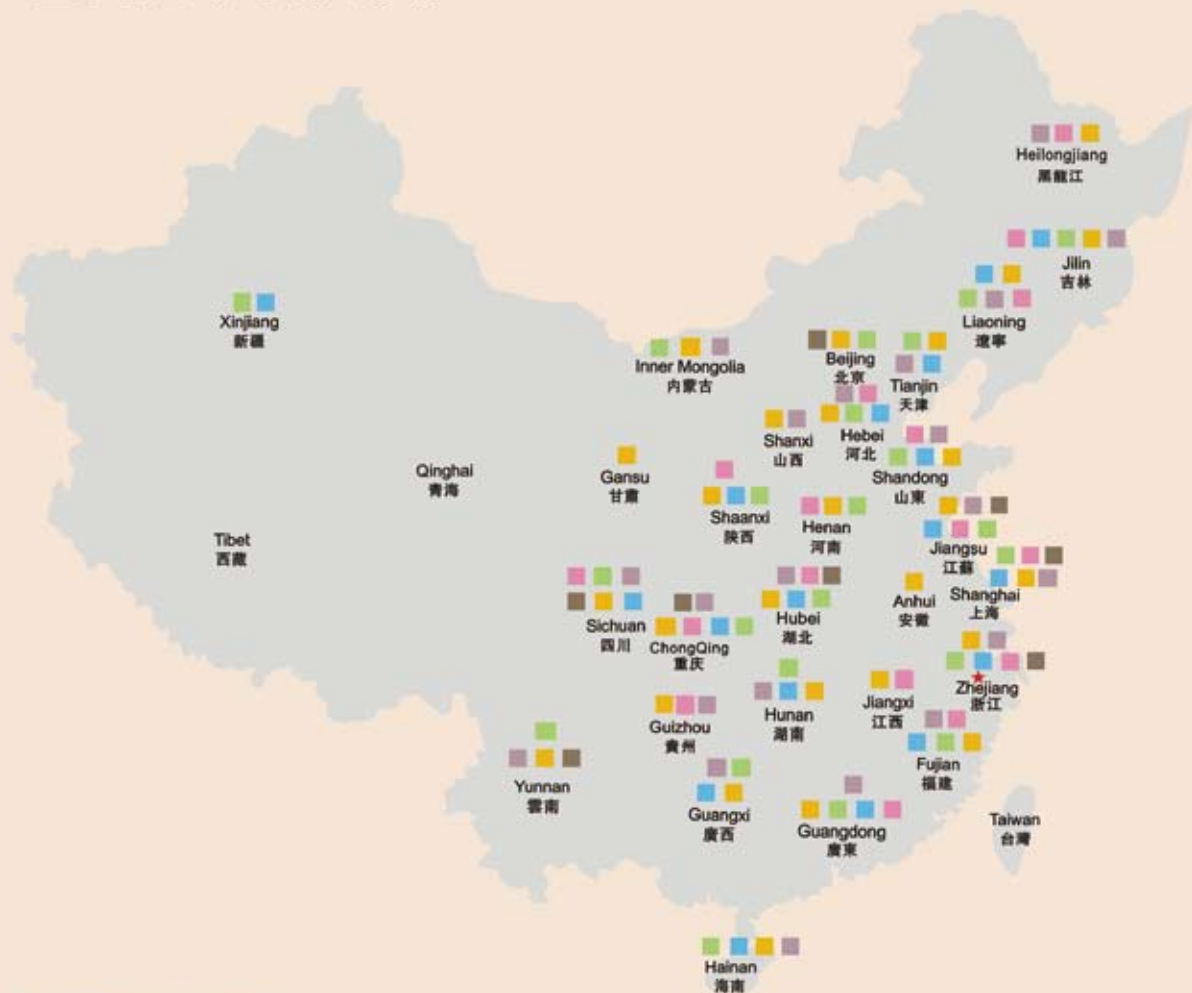 Heilongjiang
黑龍江
Jilin
吉林
Liaoning
遼寧
Xinjiang
新疆
Inner Mongolia
内蒙古
Beijing
北京
Tianjin
天津
Shanxi
山西
Hebei
河北
Gansu
甘肅
Qinghai
青海
Shandong
山東
Shaanxi
陝西
Henan
河南
Tibet
西藏
Jiangsu
江蘇
Anhui
安徽
Shanghai
上海
Sichuan
四川
ChongQing
重庆
Hubei
湖北
Zhejiang
浙江
Jiangxi
江西
Hunan
湖南
Guizhou
貴州
Fujian
福建
Yunnan
雲南
Guangxi
廣西
Guangdong
廣東
Taiwan
台灣
Hainan
海南